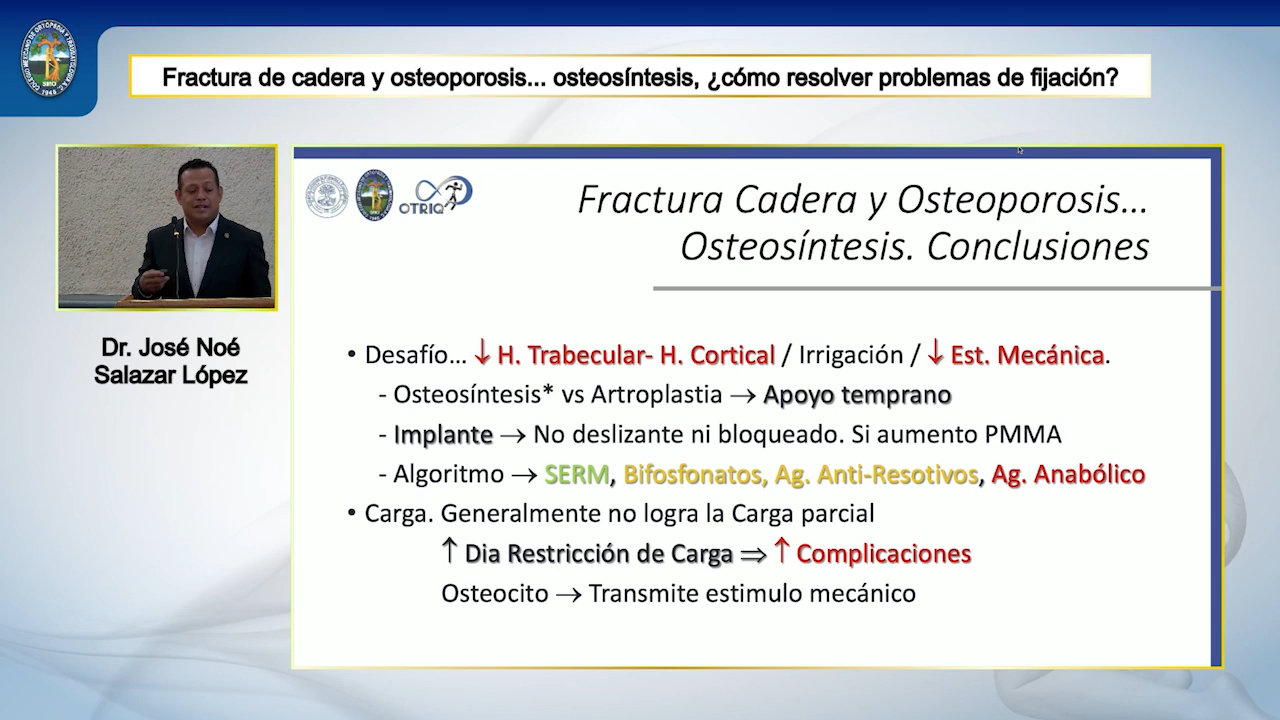 Fractura de cadera y osteoporosis... osteosíntesis, ¿cómo resolver problemas de fijación?
OTRIQ
Fractura Cadera y Osteoporosis...
Osteosíntesis. Conclusiones
Dr. José Noé
Salazar López
• Desafío... ↓ H. Trabecular- H. Cortical / Irrigación / ↓ Est. Mecánica.
- Osteosíntesis* vs Artroplastia → Apoyo temprano
- Implante → No deslizante ni bloqueado. Si aumento PMMA
- Algoritmo → SERM, Bifosfonatos, Ag. Anti-Resotivos, Ag. Anabólico
• Carga. Generalmente no logra la Carga parcial
↑ Dia Restricción de Carga ⇒ ↑ Complicaciones
Osteocito → Transmite estimulo mecánico